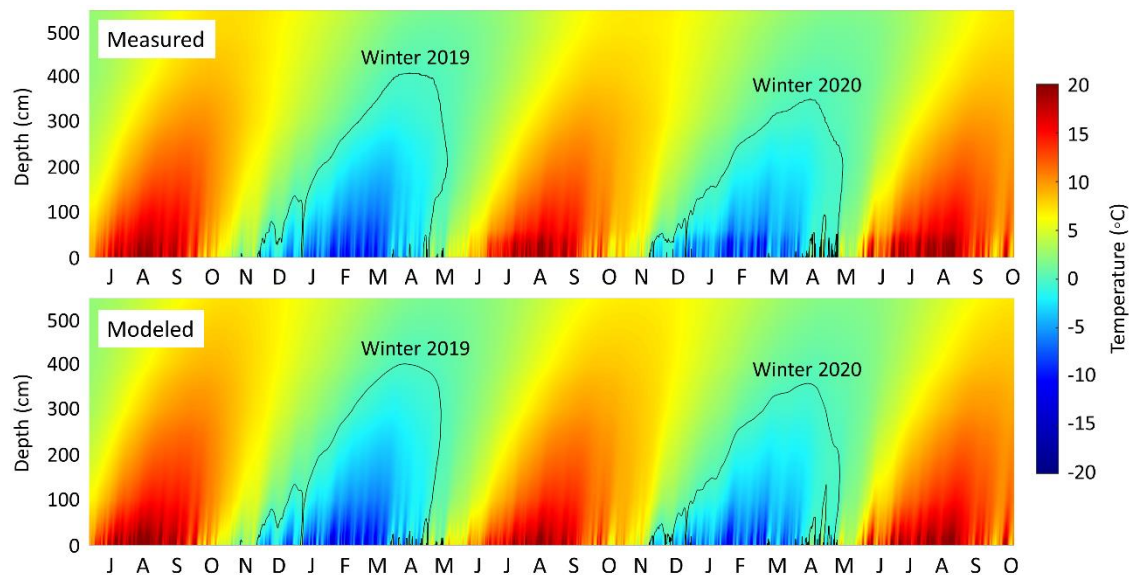 Measured
Winter 2019
Winter 2020
Depth (cm)
500
400
300
200
100
0
J A S O N D J F M A M J J A S O N D J F M A M J J A S O
Modeled
Winter 2019
Winter 2020
Depth (cm)
500
400
300
200
100
0
J A S O N D J F M A M J J A S O N D J F M A M J J A S O
20
15
10
5
0
-5
-10
-15
-20
Temperature (°C)